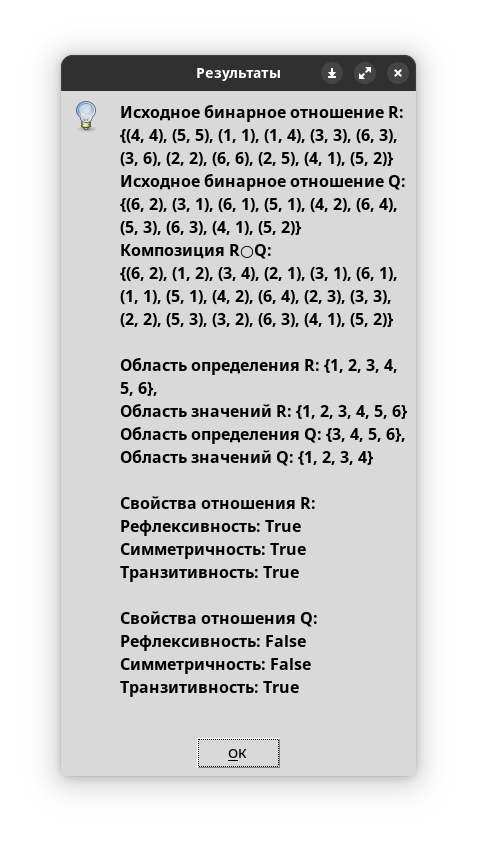 Результаты
Исходное бинарное отношение R:
{(4, 4), (5, 5), (1, 1), (1, 4), (3, 3), (6, 3),
(3, 6), (2, 2), (6, 6), (2, 5), (4, 1), (5, 2)}
Исходное бинарное отношение Q:
{(6, 2), (3, 1), (6, 1), (5, 1), (4, 2), (6, 4),
(5, 3), (6, 3), (4, 1), (5, 2)}
Композиция R○Q:
{(6, 2), (1, 2), (3, 4), (2, 1), (3, 1), (6, 1),
(1, 1), (5, 1), (4, 2), (6, 4), (2, 3), (3, 3),
(2, 2), (5, 3), (3, 2), (6, 3), (4, 1), (5, 2)}
Область определения R: {1, 2, 3, 4,
5, 6},
Область значений R: {1, 2, 3, 4, 5, 6}
Область определения Q: {3, 4, 5, 6},
Область значений Q: {1, 2, 3, 4}
Свойства отношения R:
Рефлексивность: True
Симметричность: True
Транзитивность: True
Свойства отношения Q:
Рефлексивность: False
Симметричность: False
Транзитивность: True
ОК